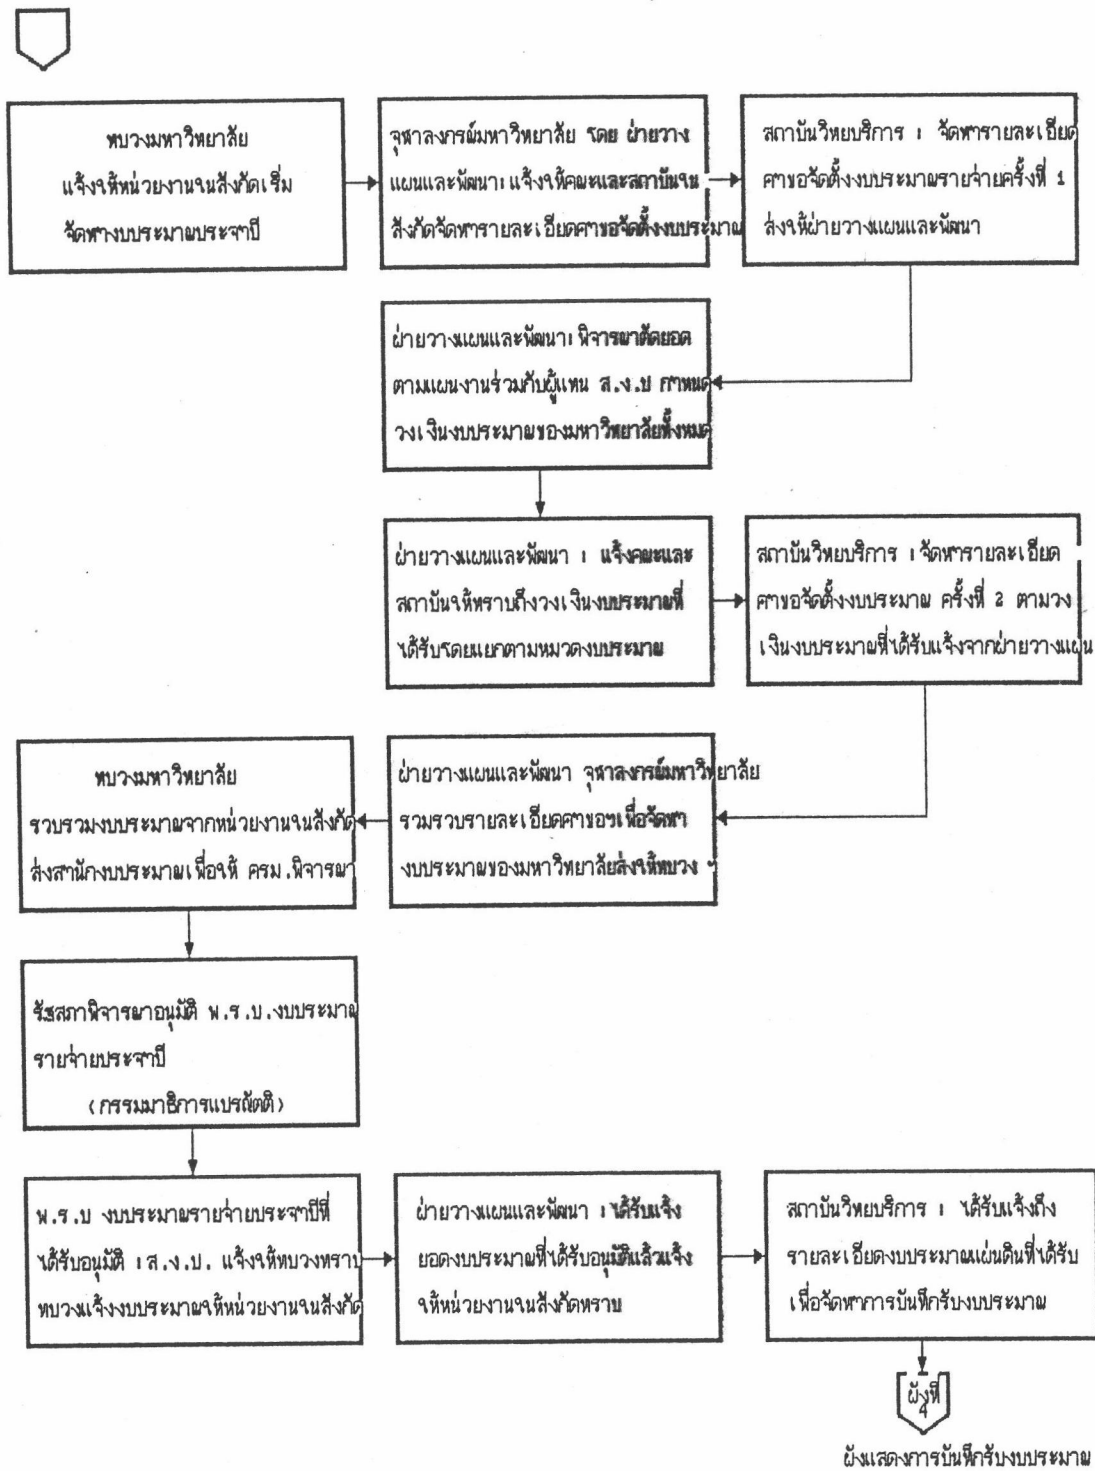 ทบวงมหาวิทยาลัย
แจ้งให้หน่วยงานในสังกัดเริ่ม
จัดทำงบประมาณประจำปี
จุฬาลงกรณ์มหาวิทยาลัย โดย ฝ่ายวาง
แผนและพัฒนา: แจ้งให้คณะและสถาบันใน
สังกัดจัดทำรายละเอียดคำขอจัดตั้งงบประมาณ
สถาบันวิทยบริการ : จัดทำรายละเอียด
คำขอจัดตั้งงบประมาณรายจ่ายครั้งที่ 1
ส่งให้ฝ่ายวางแผนและพัฒนา
ฝ่ายวางแผนและพัฒนา: พิจารณาตัดยอด
ตามแผนงานร่วมกับผู้แทน ส.ง.ป กำหนด
วงเงินงบประมาณของมหาวิทยาลัยทั้งหมด
ฝ่ายวางแผนและพัฒนา : แจ้งคณะและ
สถาบันให้ทราบถึงวงเงินงบประมาณที่
ได้รับโดยแยกตามหมวดงบประมาณ
สถาบันวิทยบริการ : จัดทำรายละเอียด
คำขอจัดตั้งงบประมาณ ครั้งที่ 2 ตามวง
เงินงบประมาณที่ได้รับแจ้งจากฝ่ายวางแผน
ทบวงมหาวิทยาลัย
รวบรวมงบประมาณจากหน่วยงานในสังกัด
ส่งสำนักงบประมาณเพื่อให้ ครม.พิจารณา
ฝ่ายวางแผนและพัฒนา จุฬาลงกรณ์มหาวิทยาลัย
รวมรวบรายละเอียดคำขอฯเพื่อจัดทำ
งบประมาณของมหาวิทยาลัยส่งให้ทบวง ฯ
รัฐสภาพิจารณาอนุมัติ พ.ร.บ.งบประมาณ
รายจ่ายประจำปี
(กรรมมาธิการแปรญัตติ)
พ.ร.บ งบประมาณรายจ่ายประจำปีที่
ได้รับอนุมัติ : ส.ง.ป. แจ้งให้ทบวงทราบ
ทบวงแจ้งงบประมาณให้หน่วยงานในสังกัด
ฝ่ายวางแผนและพัฒนา : ได้รับแจ้ง
ยอดงบประมาณที่ได้รับอนุมัติแล้วแจ้ง
ให้หน่วยงานในสังกัดทราบ
สถาบันวิทยบริการ : ได้รับแจ้งถึง
รายละเอียดงบประมาณแผ่นดินที่ได้รับ
เพื่อจัดทำการบันทึกรับงบประมาณ
ผังที่
4
ผังแสดงการบันทึกรับงบประมาณ